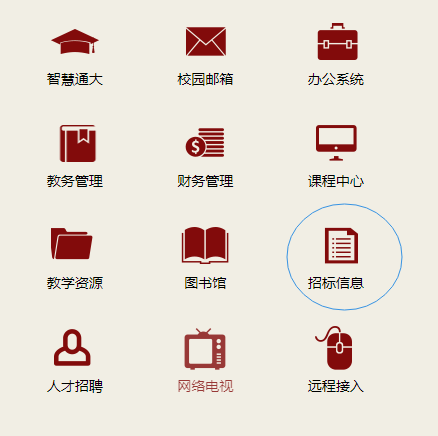 智慧通大 校园邮箱 办公系统
教务管理 财务管理 课程中心
教学资源 图书馆 招标信息
人才招聘 网络电视 远程接入